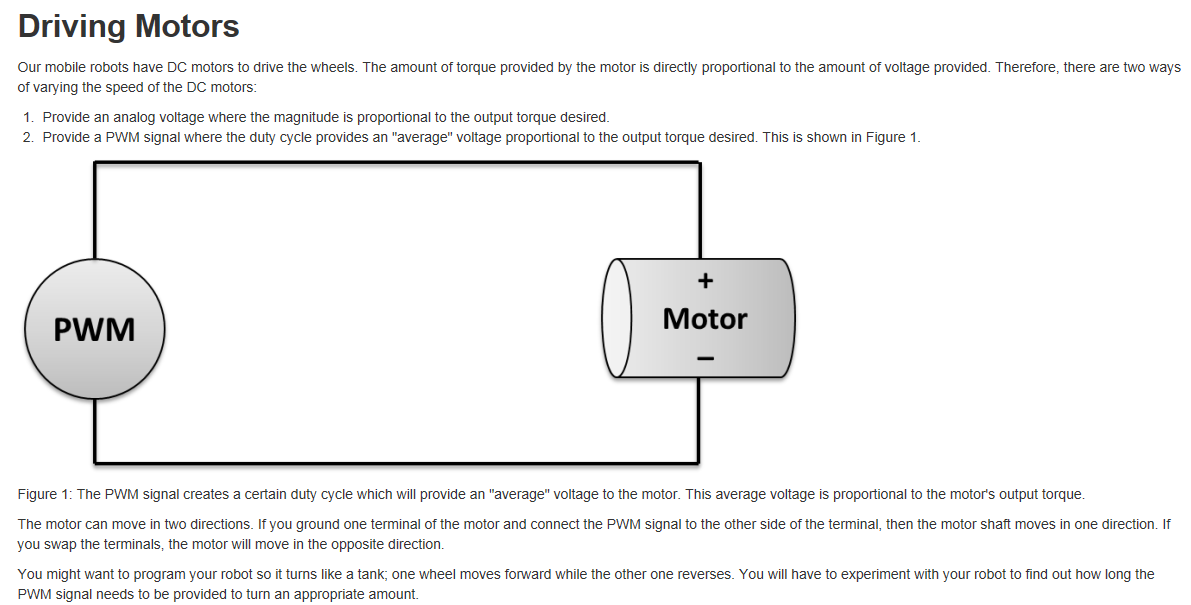 Driving Motors
Our mobile robots have DC motors to drive the wheels. The amount of torque provided by the motor is directly proportional to the amount of voltage provided. Therefore, there are two ways
of varying the speed of the DC motors:
1. Provide an analog voltage where the magnitude is proportional to the output torque desired.
2. Provide a PWM signal where the duty cycle provides an "average" voltage proportional to the output torque desired. This is shown in Figure 1.
+
PWM
Motor
–
Figure 1: The PWM signal creates a certain duty cycle which will provide an "average" voltage to the motor. This average voltage is proportional to the motor's output torque.
The motor can move in two directions. If you ground one terminal of the motor and connect the PWM signal to the other side of the terminal, then the motor shaft moves in one direction. If
you swap the terminals, the motor will move in the opposite direction.
You might want to program your robot so it turns like a tank; one wheel moves forward while the other one reverses. You will have to experiment with your robot to find out how long the
PWM signal needs to be provided to turn an appropriate amount.